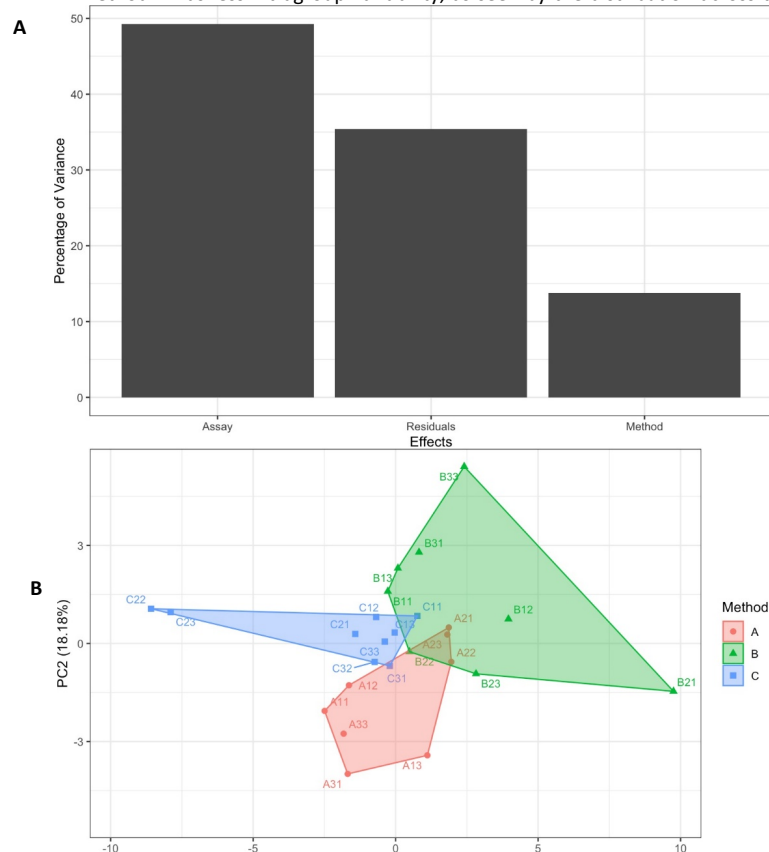 A
50
40
30
20
10
0
Percentage of Variance
Assay Residuals Method
Effects
B
3
0
-3
PC2 (18.18%)
B33
B31
B13
B11
B12
C22
C23
C12
C11
C21
C13
A21
A23
C33
B22
A22
C32
C31
B23
B21
A12
A11
A33
A13
A31
-10 -5 0 5 10
Method
A
B
C